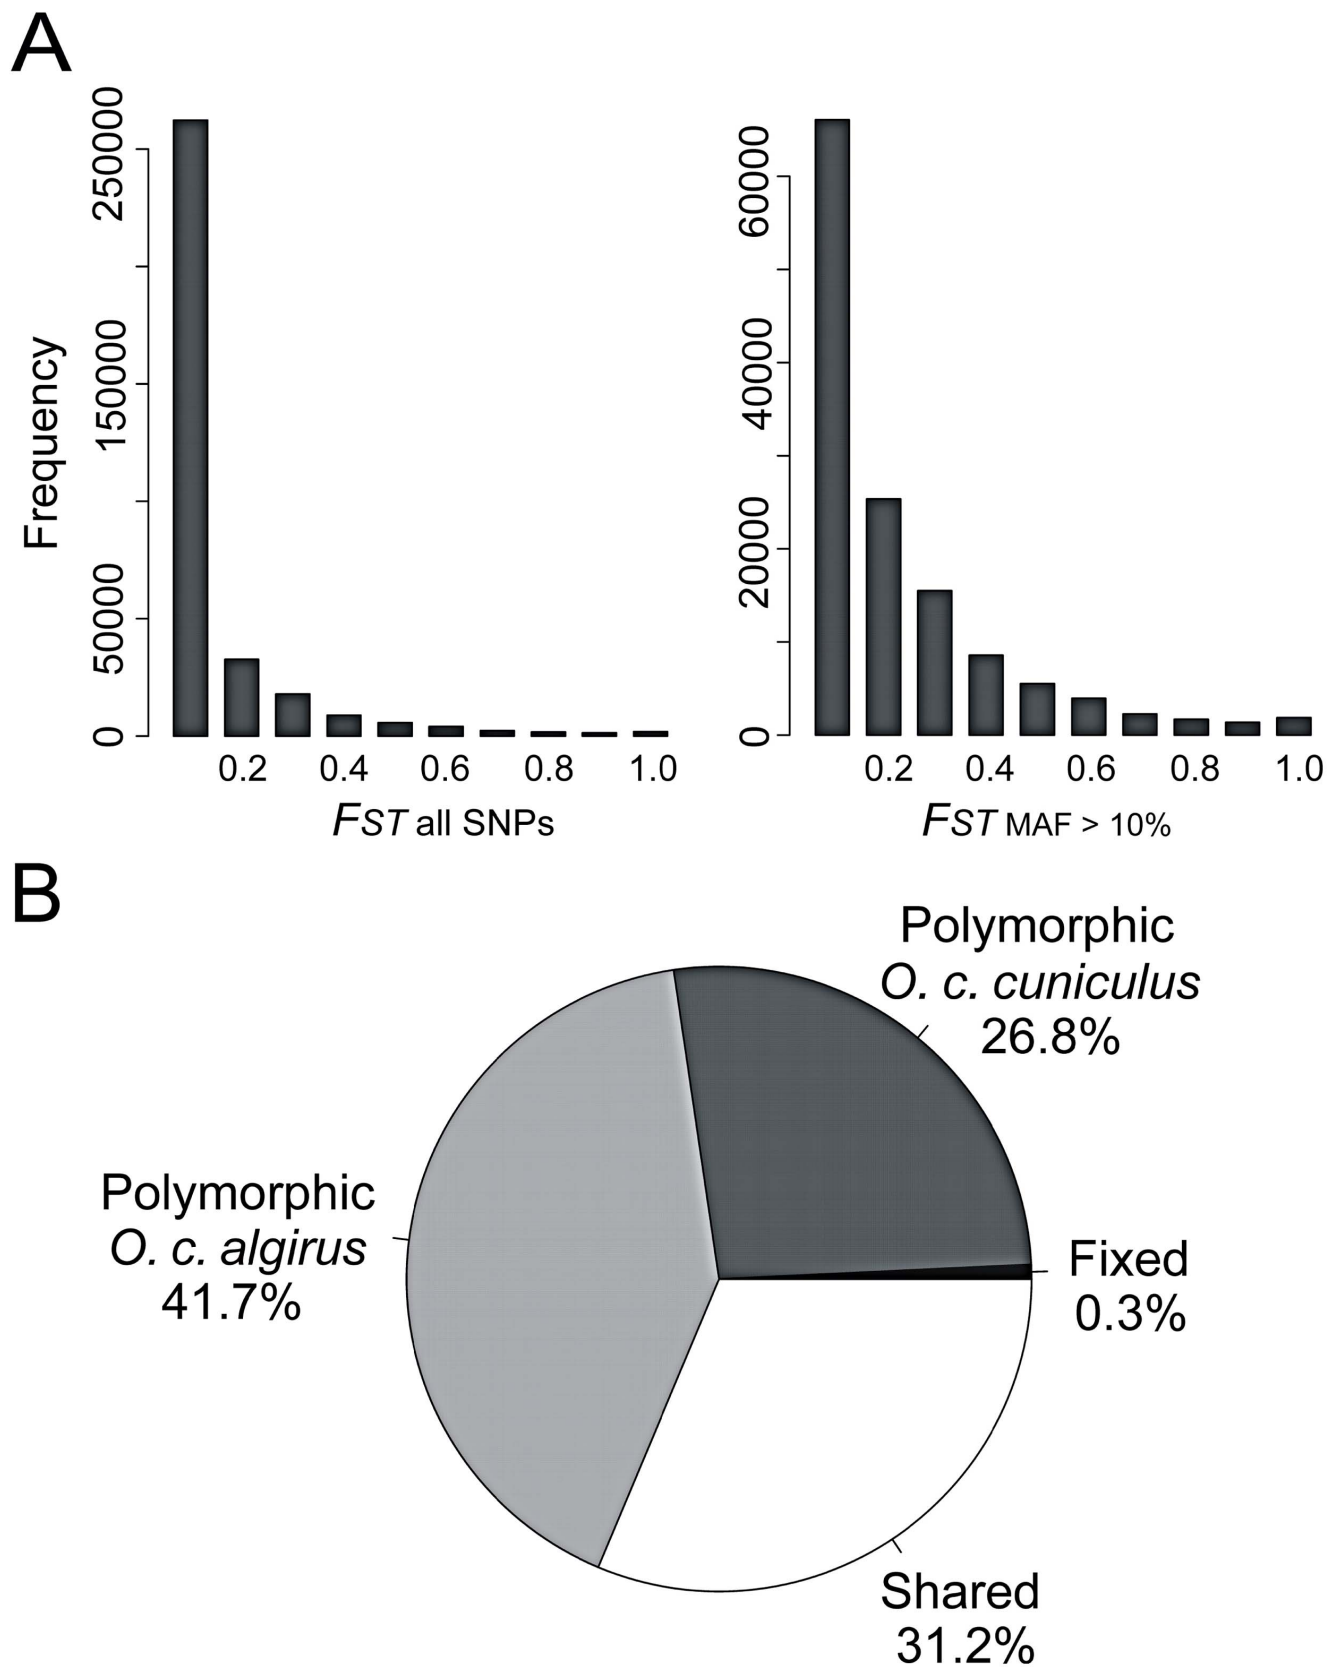 A
Frequency
250000
150000
50000
0
0.2 0.4 0.6 0.8 1.0
FST all SNPs
60000
40000
20000
0
0.2 0.4 0.6 0.8 1.0
FST MAF > 10%
B
Polymorphic
O. c. cuniculus
26.8%
Polymorphic
O. c. algirus
41.7%
Fixed
0.3%
Shared
31.2%